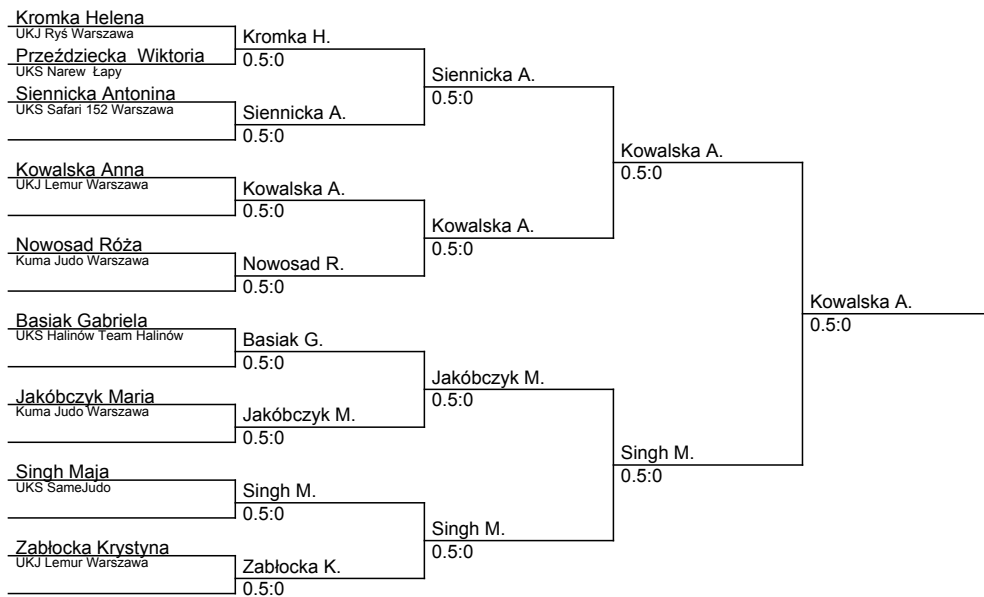 Kromka Helena
UKJ Ryś Warszawa
Przeździecka Wiktoria
UKS Narew Łapy
Siennicka Antonina
UKS Safari 152 Warszawa
Kowalska Anna
UKJ Lemur Warszawa
Nowosad Róża
Kuma Judo Warszawa
Basiak Gabriela
UKS Halinów Team Halinów
Jakóbczyk Maria
Kuma Judo Warszawa
Singh Maja
UKS SameJudo
Zabłocka Krystyna
UKJ Lemur Warszawa
Kromka H.
0.5:0
Siennicka A.
0.5:0
Kowalska A.
0.5:0
Nowosad R.
0.5:0
Basiak G.
0.5:0
Jakóbczyk M.
0.5:0
Singh M.
0.5:0
Zabłocka K.
0.5:0
Siennicka A.
0.5:0
Kowalska A.
0.5:0
Jakóbczyk M.
0.5:0
Singh M.
0.5:0
Kowalska A.
0.5:0
Singh M.
0.5:0
Kowalska A.
0.5:0